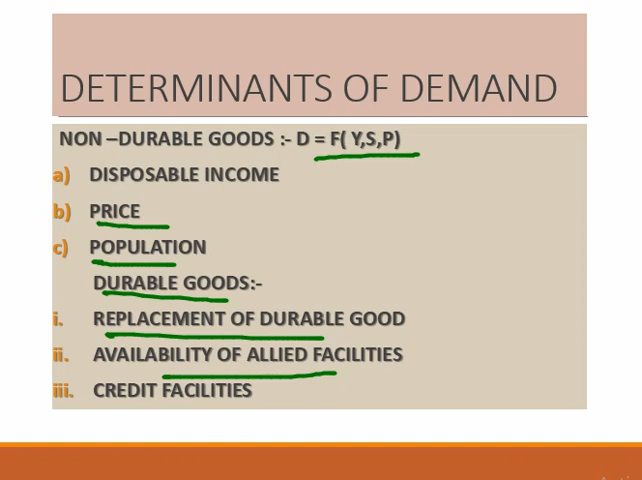 DETERMINANTS OF DEMAND
NON –DURABLE GOODS :- D = F( Y,S,P)
a) DISPOSABLE INCOME
b) PRICE
c) POPULATION
DURABLE GOODS:-
i. REPLACEMENT OF DURABLE GOOD
ii. AVAILABILITY OF ALLIED FACILITIES
iii. CREDIT FACILITIES